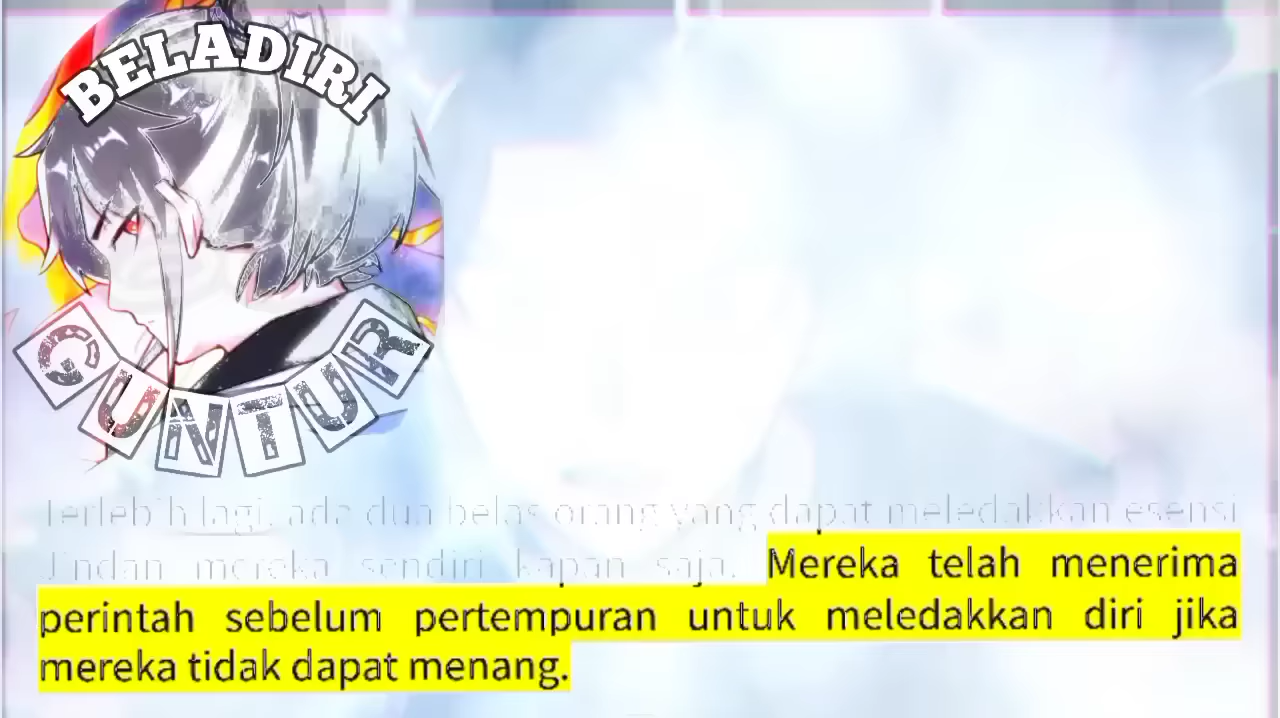 BELADIRI
GUNTUR
Terlebih lagi, ada dua belas orang yang dapat meledakkan esensi
Jindan mereka sendiri kapan saja. Mereka telah menerima
perintah sebelum pertempuran untuk meledakkan diri jika
mereka tidak dapat menang.